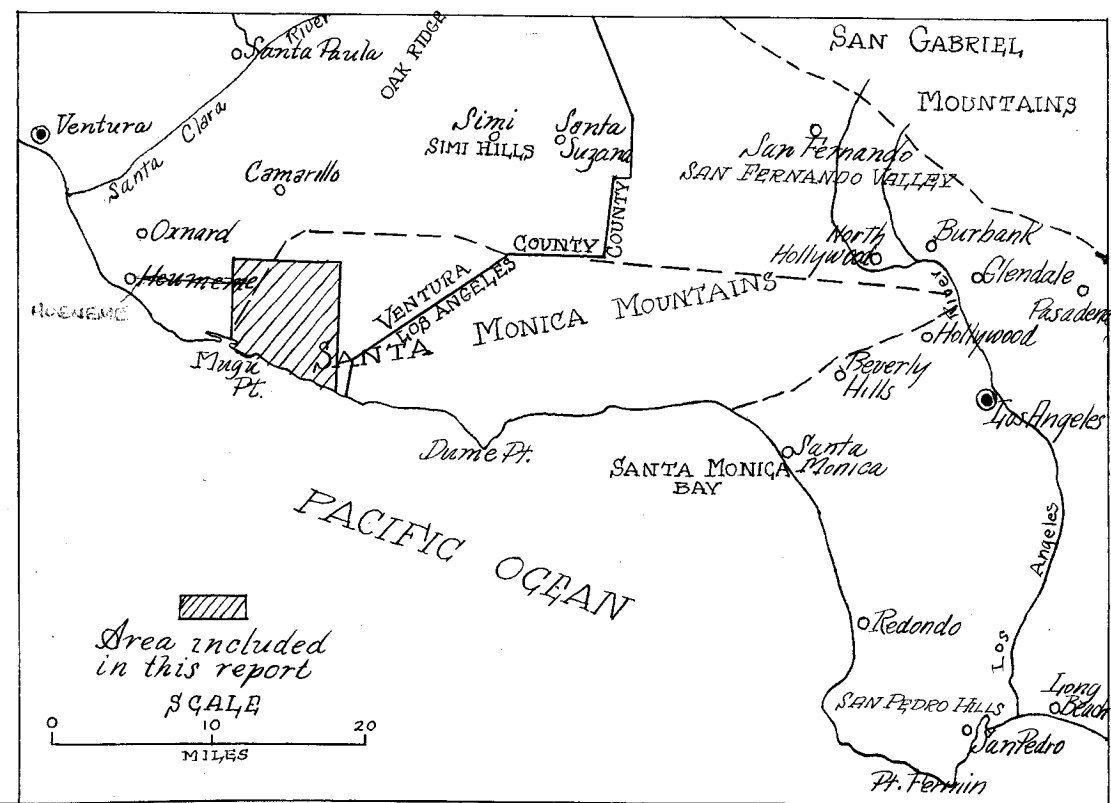 SAN GABRIEL
MOUNTAINS
Santa Paula
River
Clara
Santa
OAK RIDGE
Ventura
Simi
SIMI HILLS
Santa
Suzana
San Fernando
SAN FERNANDO VALLEY
Camarillo
COUNTY
Oxnard
North
Hollywood
Burbank
Heumeme
HUENEME
COUNTY
VENTURA
LOS ANGELES
Glendale
Pasadena
River
SANTA MONICA MOUNTAINS
Hollywood
Mugu
Pt.
Beverly
Hills
Los Angeles
Dume Pt.
Santa
Monica
SANTA MONICA
BAY
PACIFIC OCEAN
Angeles
Los
Area included
in this report
SCALE
0 10 20
MILES
Redondo
SAN PEDRO HILLS
Long
Beach
San Pedro
Pt. Fermin